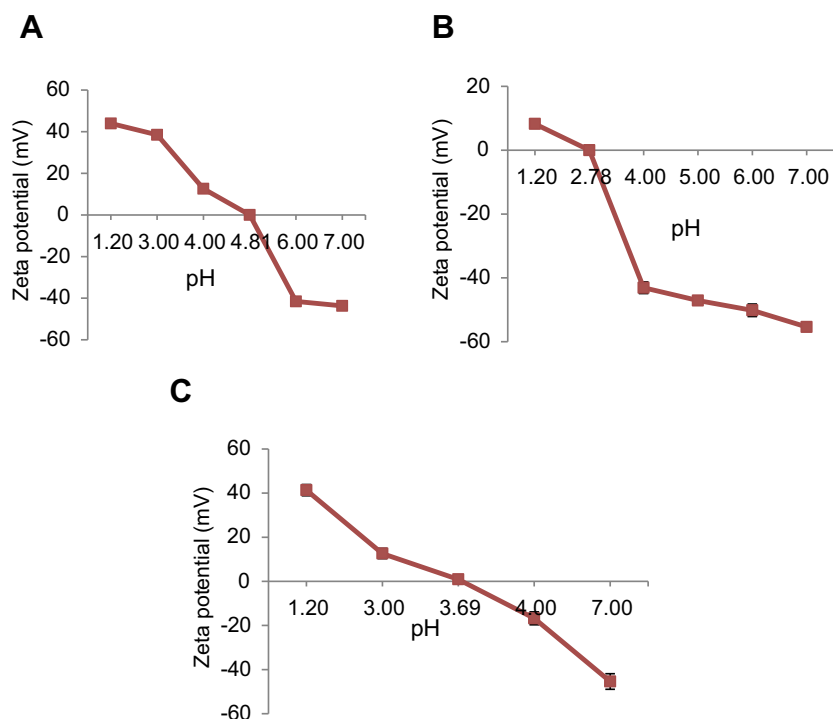 A
Zeta potential (mV)
60
40
20
0
-20
-40
-60
1.20 3.00 4.00 4.81 6.00 7.00
pH
B
Zeta potential (mV)
20
0
-20
-40
-60
1.20 2.78 4.00 5.00 6.00 7.00
pH
C
Zeta potential (mV)
60
40
20
0
-20
-40
-60
1.20 3.00 3.69 4.00 7.00
pH